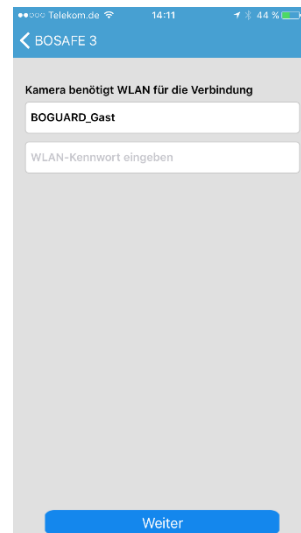 Telekom.de 14:11 44 %
BOSAFE 3
Kamera benötigt WLAN für die Verbindung
BOGUARD_Gast
WLAN-Kennwort eingeben
Weiter